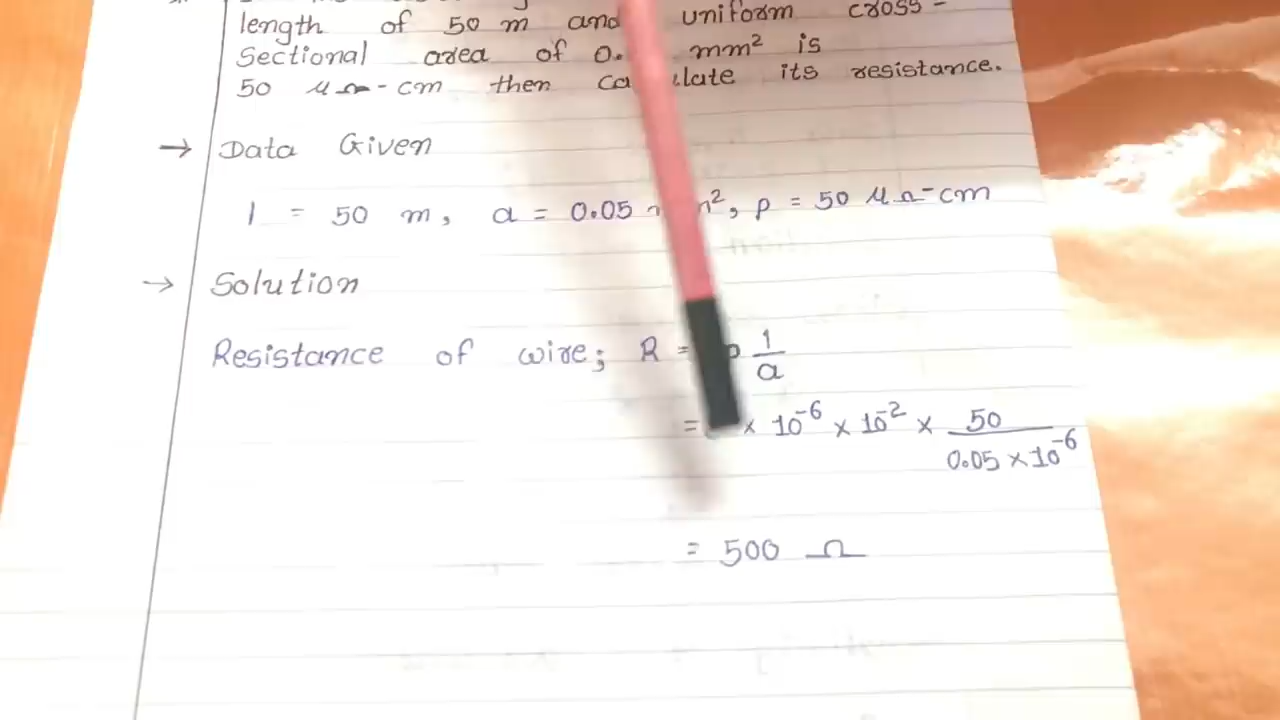 length of 50 m and uniform cross-
Sectional area of 0. mm² is
50 μΩ-cm then calculate its resistance.
→ Data Given
l = 50 m, a = 0.05 m², ρ = 50 μΩ-cm
→ Solution
Resistance of wire; R = ρ l/a
= × 10⁻⁶ × 10⁻² × 50/0.05 × 10⁻⁶
= 500 Ω